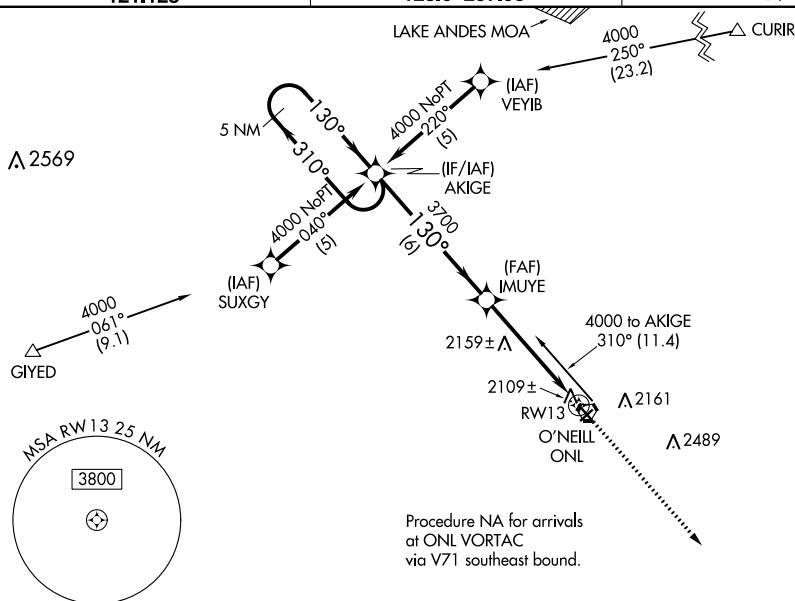 LAKE ANDES MOA
4000
250°
(23.2)
CURIR
(IAF)
VEYIB
4000 NoPT
220°
(5)
5 NM
130°
310°
2569
(IF/IAF)
AKIGE
4000 NoPT
040°
(5)
3700
130°
(6)
(IAF)
SUXGY
(FAF)
IMUYE
4000
061°
(9.1)
GIYED
4000 to AKIGE
310° (11.4)
2159±
2109±
RW13
2161
O'NEILL
ONL
2489
MSA RW13 25 NM
3800
Procedure NA for arrivals
at ONL VORTAC
via V71 southeast bound.